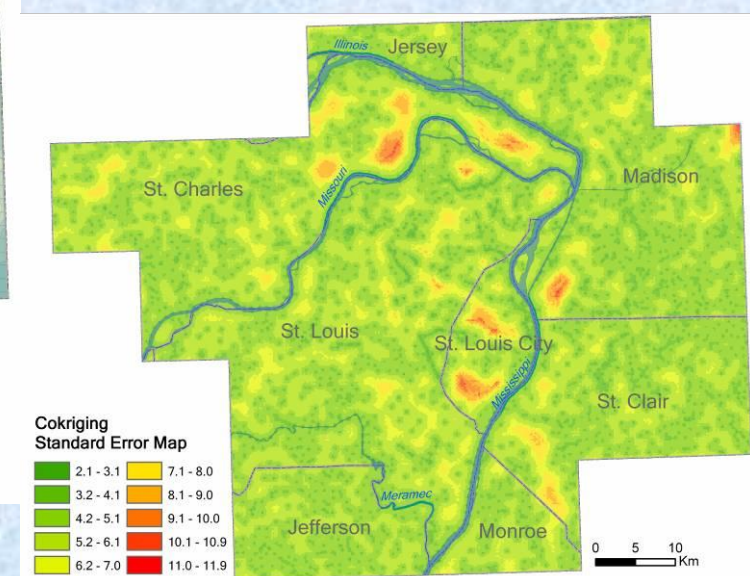 Illinois
Jersey
St. Charles
Missouri
Madison
St. Louis
St. Louis City
Mississippi
St. Clair
Meramec
Jefferson
Monroe
Cokriging
Standard Error Map
2.1 - 3.1 7.1 - 8.0
3.2 - 4.1 8.1 - 9.0
4.2 - 5.1 9.1 - 10.0
5.2 - 6.1 10.1 - 10.9
6.2 - 7.0 11.0 - 11.9
0 5 10
Km